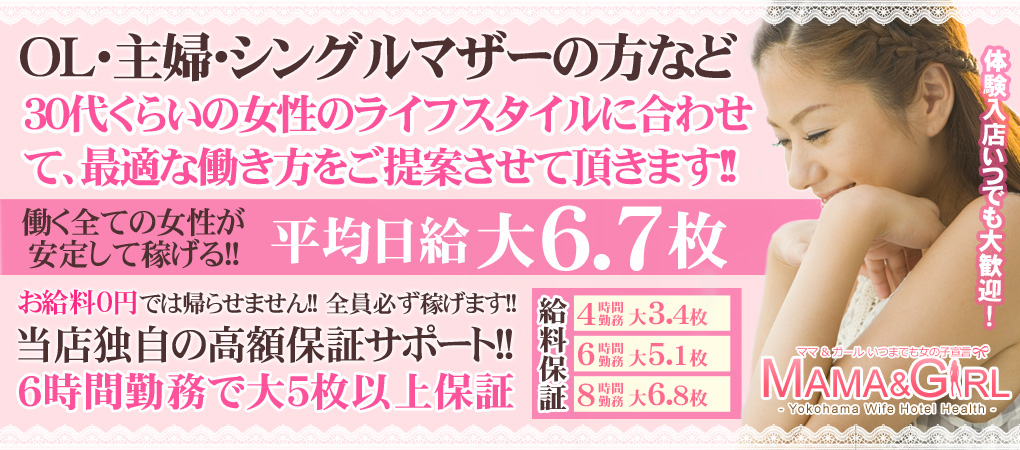 OL・主婦・シングルマザーの方など
30代くらいの女性のライフスタイルに合わせ
て、最適な働き方をご提案させて頂きます!!
働く全ての女性が
安定して稼げる!!
平均日給 大6.7枚
お給料0円では帰らせません!! 全員必ず稼げます!!
当店独自の高額保証サポート!!
6時間勤務で大5枚以上保証
給料保証
4時間勤務 大3.4枚
6時間勤務 大5.1枚
8時間勤務 大6.8枚
体験入店いつでも大歓迎！
ママ & ガール いつまでも女の子宣言
MAMA&GIRL
- Yokohama Wife Hotel Health -